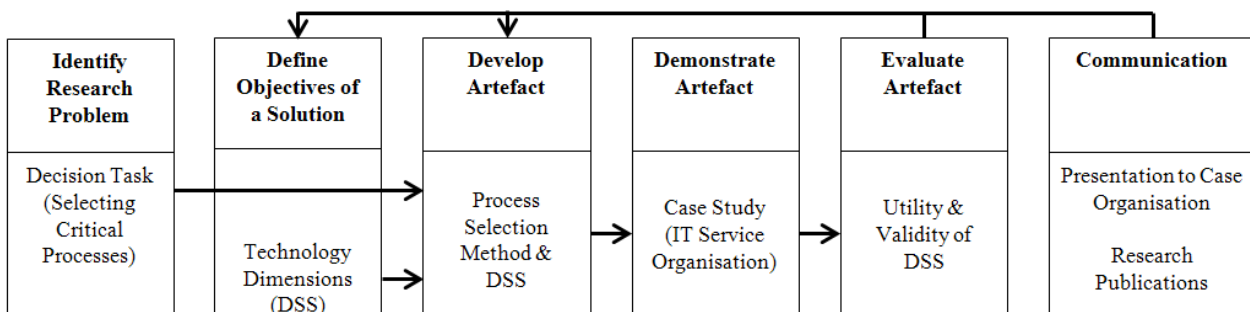 Identify
Research
Problem
Decision Task
(Selecting
Critical
Processes)
Define
Objectives of
a Solution
Technology
Dimensions
(DSS)
Develop
Artefact
Process
Selection
Method &
DSS
Demonstrate
Artefact
Case Study
(IT Service
Organisation)
Evaluate
Artefact
Utility &
Validity of
DSS
Communication
Presentation to Case
Organisation
Research
Publications